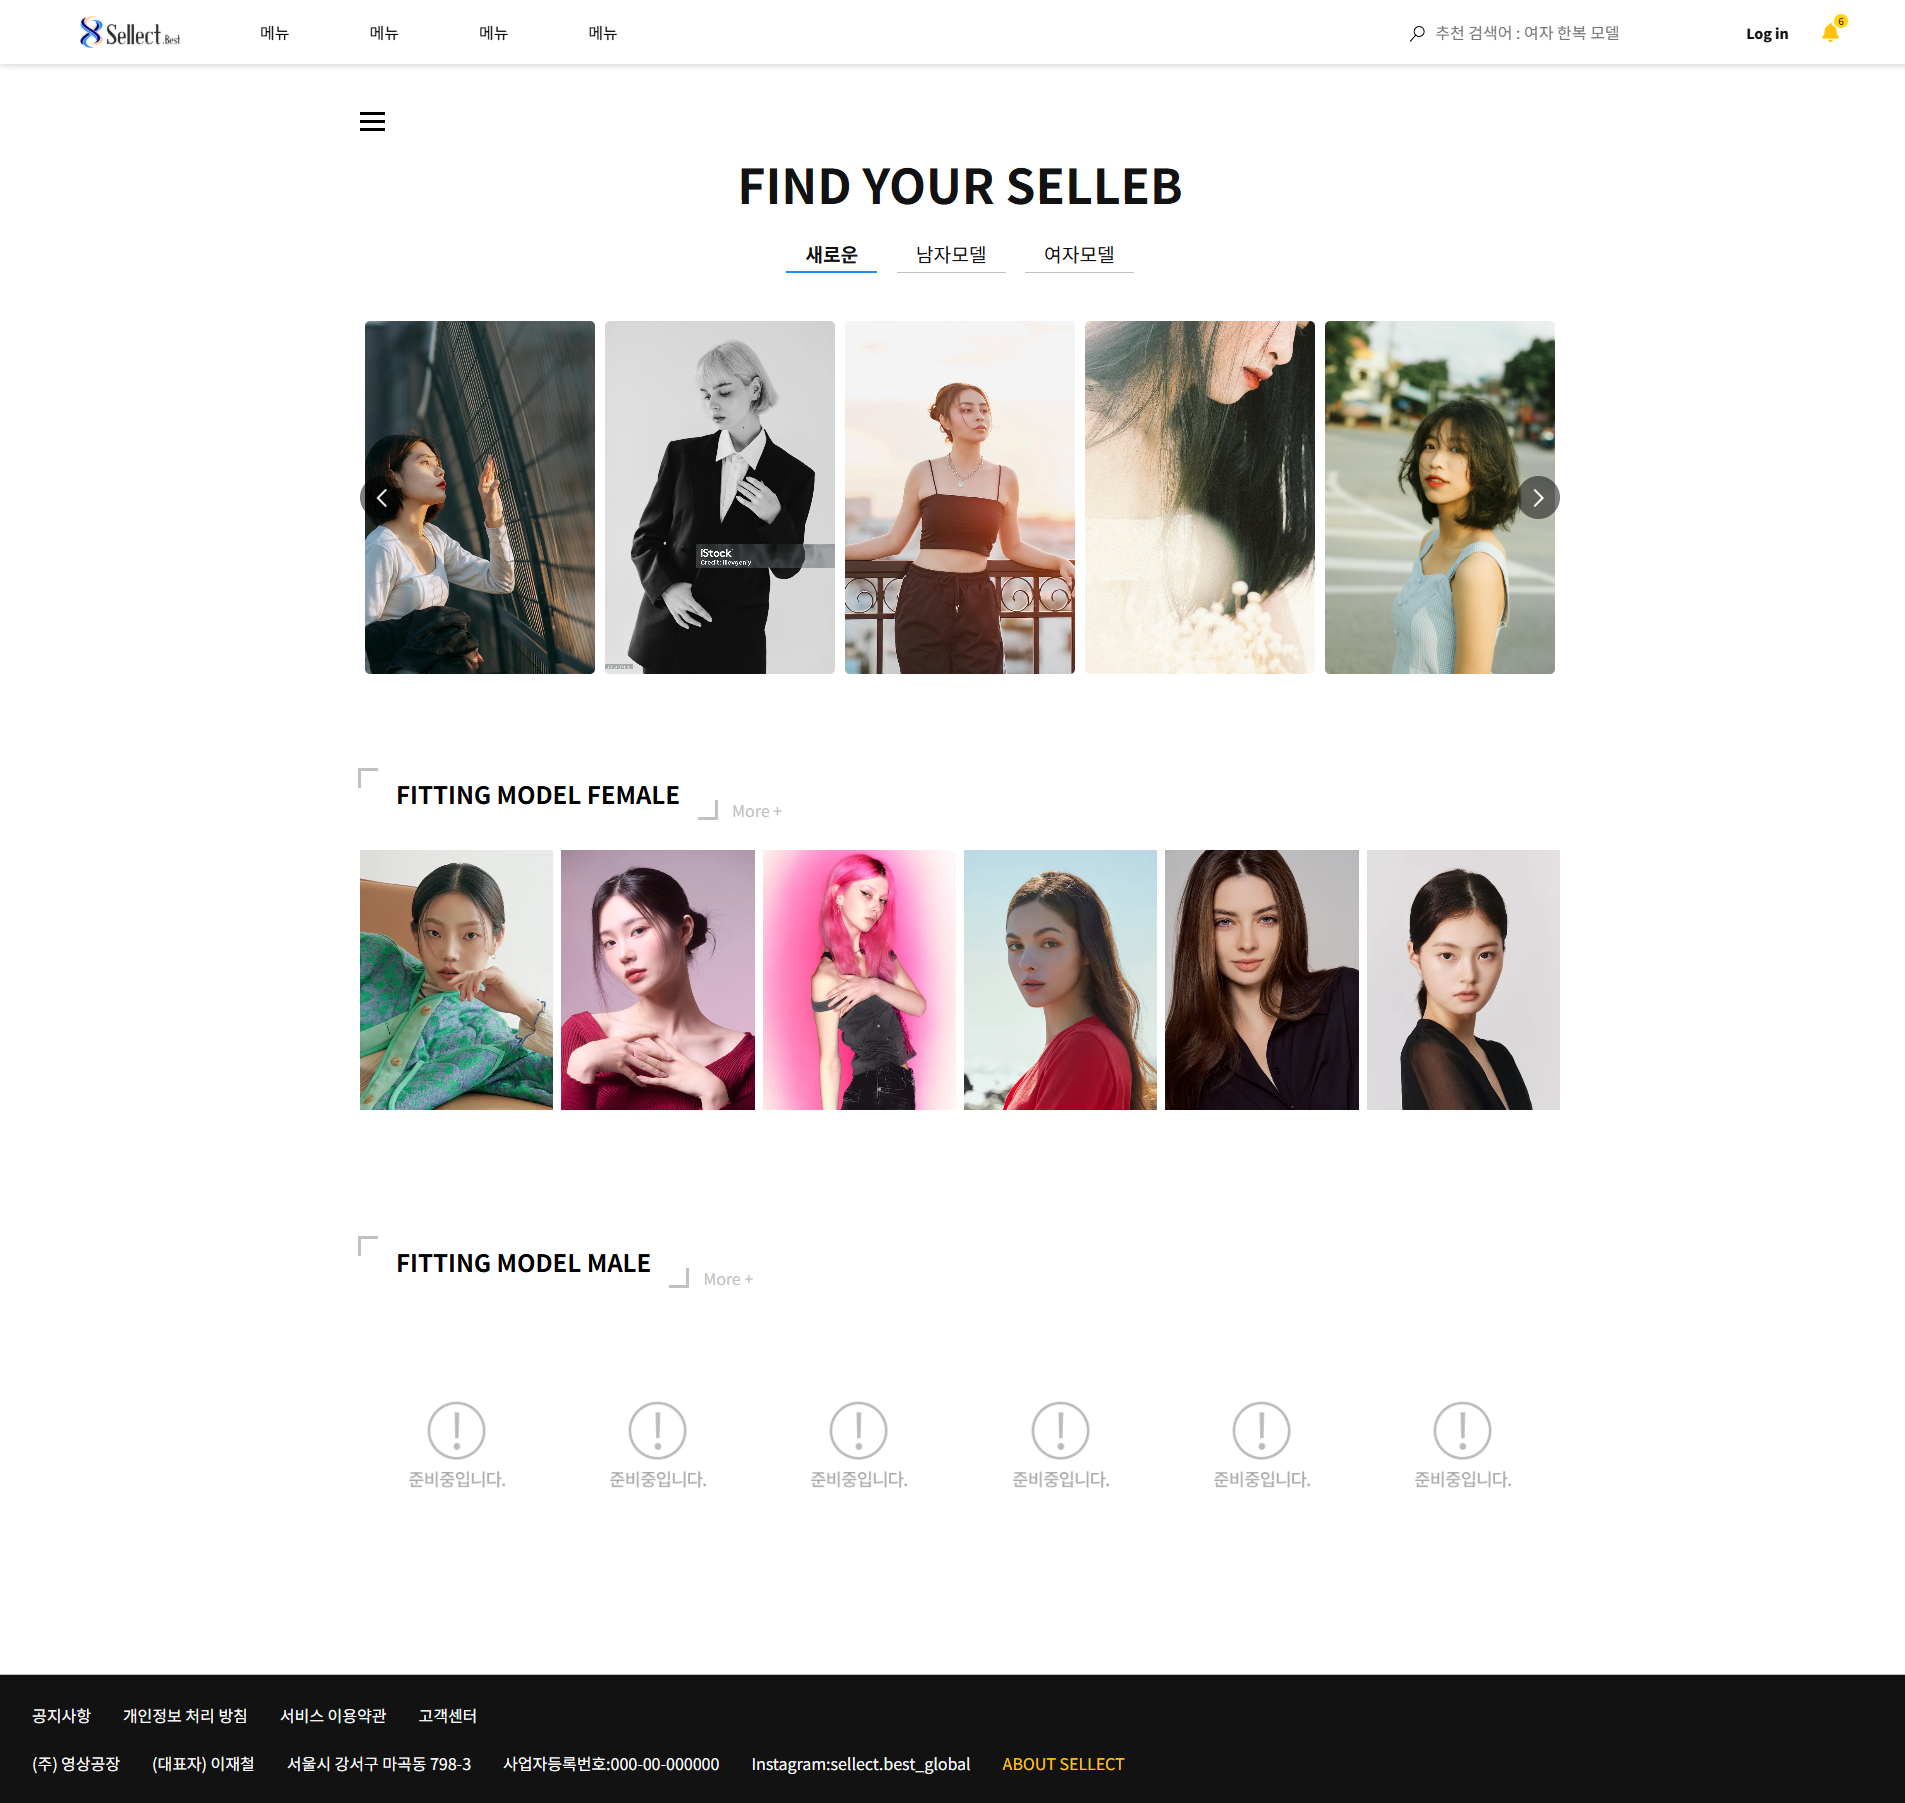 Sellect.Best 메뉴 메뉴 메뉴 메뉴 추천 검색어 : 여자 한복 모델 Log in 6
FIND YOUR SELLEB
새로운 남자모델 여자모델
iStock
FITTING MODEL FEMALE
More +
FITTING MODEL MALE
More +
준비중입니다. 준비중입니다. 준비중입니다. 준비중입니다. 준비중입니다. 준비중입니다.
공지사항 개인정보 처리 방침 서비스 이용약관 고객센터
(주) 영상공장 (대표자) 이재철 서울시 강서구 마곡동 798-3 사업자등록번호:000-00-000000 Instagram:sellect.best_global ABOUT SELLECT